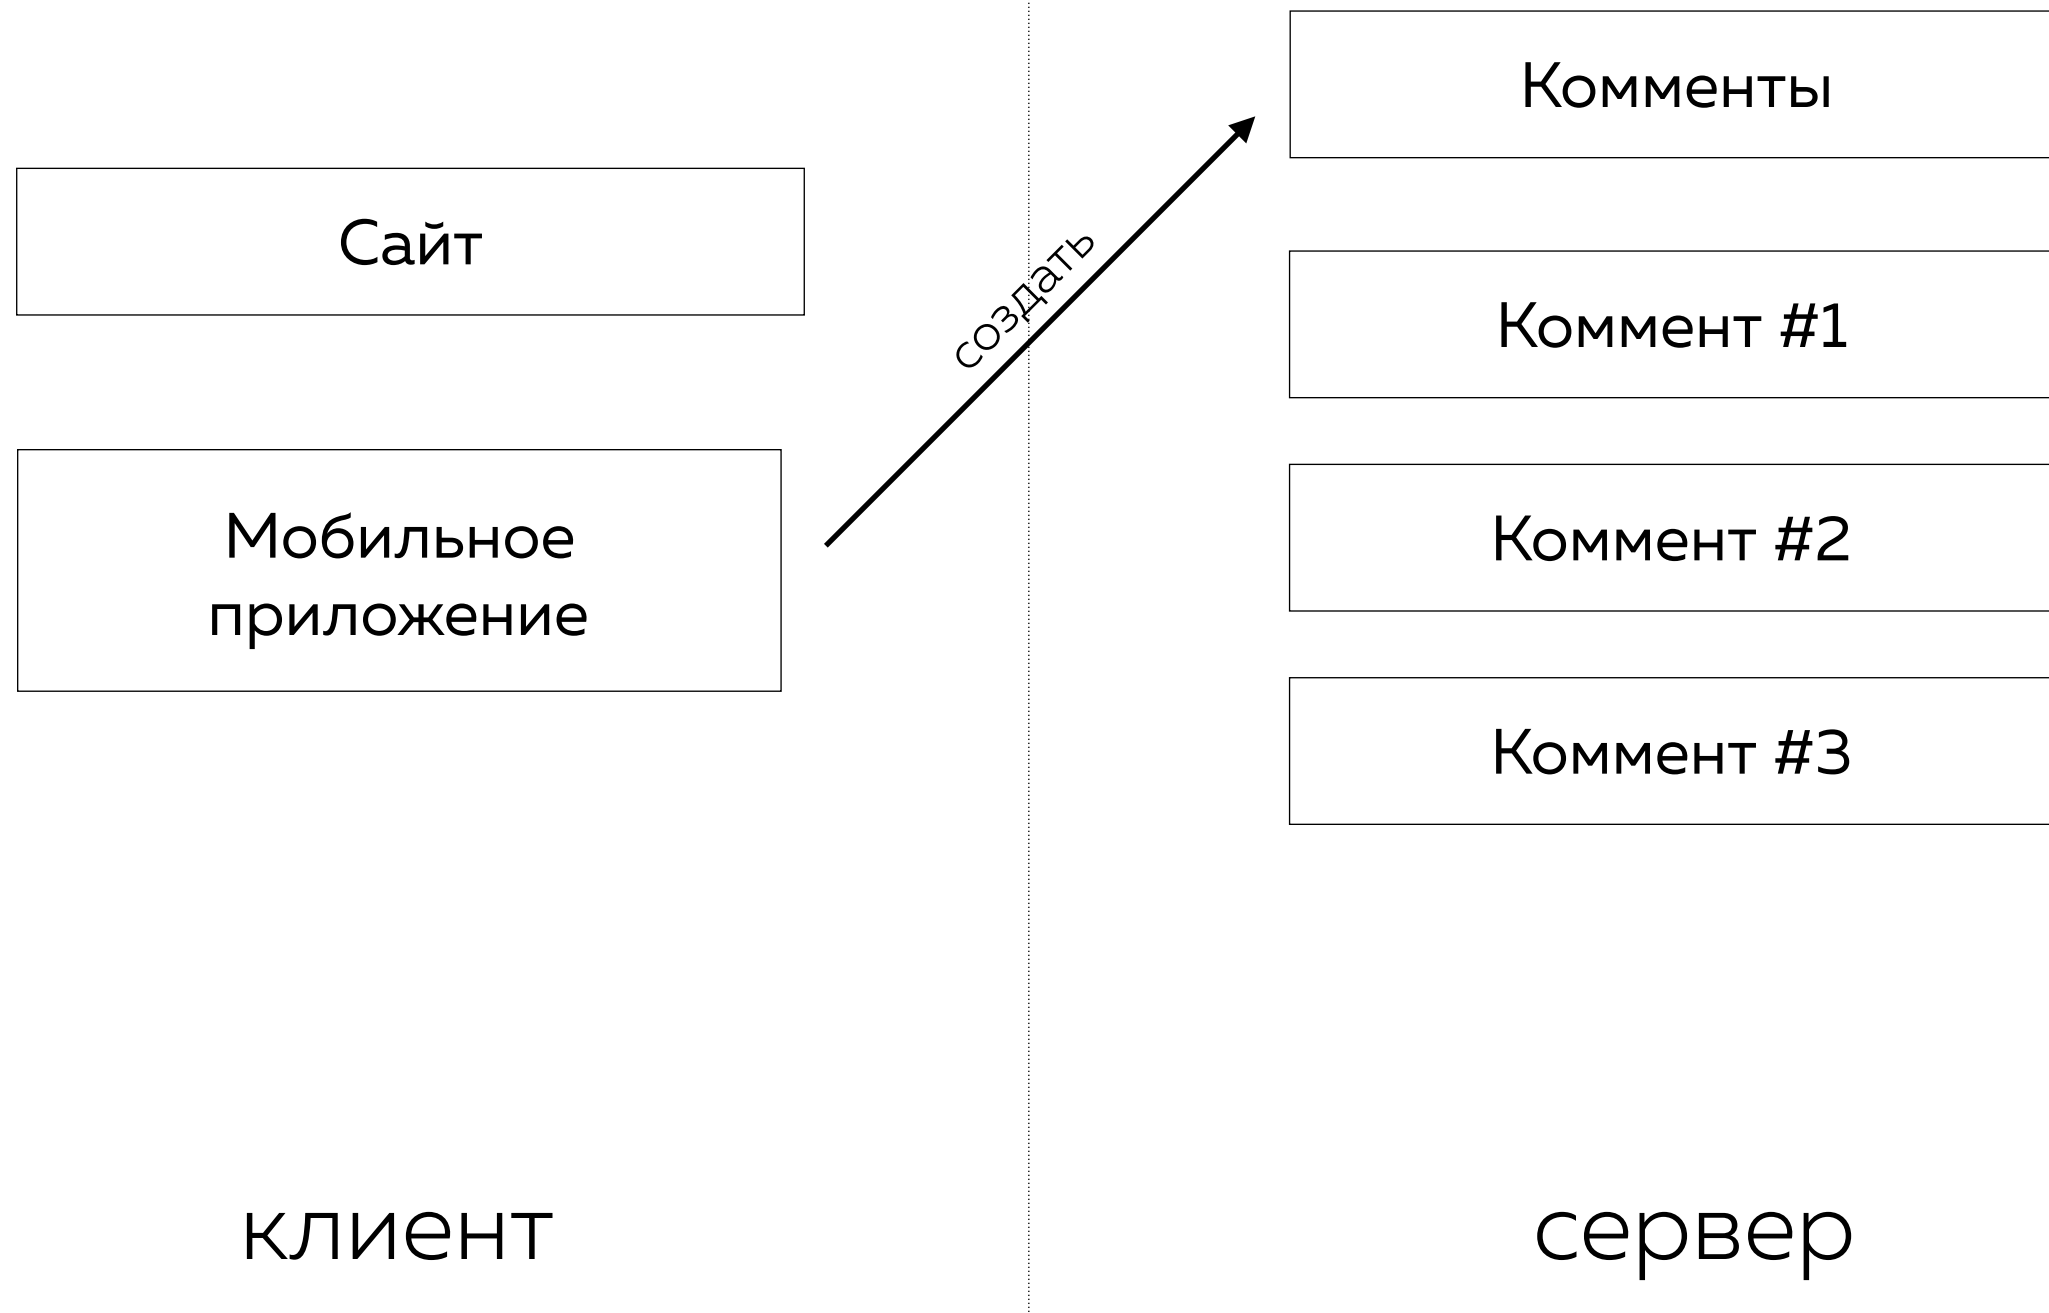 Сайт
Мобильное
приложение
создать
Комменты
Коммент #1
Коммент #2
Коммент #3
клиент
сервер